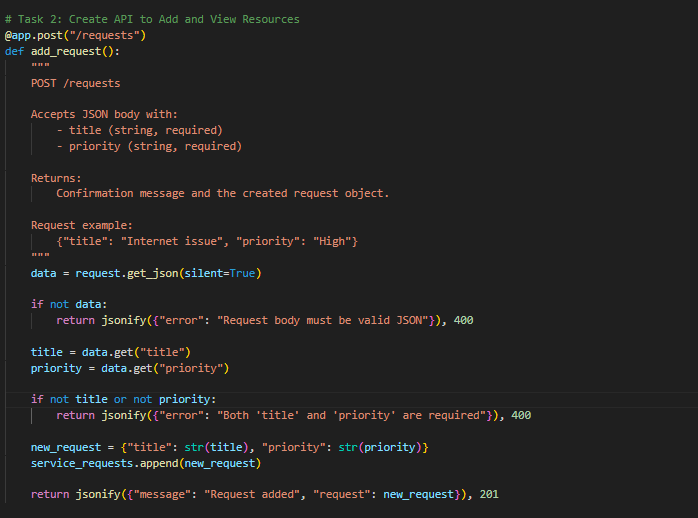 # Task 2: Create API to Add and View Resources
@app.post("/requests")
def add_request():
    """
    POST /requests

    Accepts JSON body with:
        - title (string, required)
        - priority (string, required)

    Returns:
        Confirmation message and the created request object.

    Request example:
        {"title": "Internet issue", "priority": "High"}
    """
    data = request.get_json(silent=True)

    if not data:
        return jsonify({"error": "Request body must be valid JSON"}), 400

    title = data.get("title")
    priority = data.get("priority")

    if not title or not priority:
        return jsonify({"error": "Both 'title' and 'priority' are required"}), 400

    new_request = {"title": str(title), "priority": str(priority)}
    service_requests.append(new_request)

    return jsonify({"message": "Request added", "request": new_request}), 201